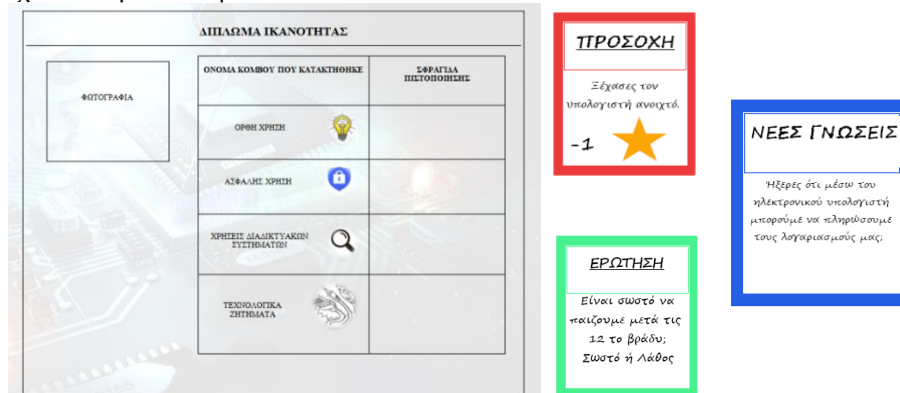 ΔΙΠΛΩΜΑ ΙΚΑΝΟΤΗΤΑΣ
ΦΩΤΟΓΡΑΦΙΑ
ΟΝΟΜΑ ΚΟΜΒΟΥ ΠΟΥ ΚΑΤΑΚΤΗΘΗΚΕ
ΣΦΡΑΓΙΔΑ
ΠΙΣΤΟΠΟΙΗΣΗΣ
ΟΡΘΗ ΧΡΗΣΗ
ΑΣΦΑΛΗΣ ΧΡΗΣΗ
ΧΡΗΣΕΙΣ ΔΙΑΔΙΚΤΥΑΚΩΝ
ΣΥΣΤΗΜΑΤΩΝ
ΤΕΧΝΟΛΟΓΙΚΑ
ΖΗΤΗΜΑΤΑ
ΠΡΟΣΟΧΗ
Ξέχασες τον
υπολογιστή ανοιχτό.
-1
ΕΡΩΤΗΣΗ
Είναι σωστό να
παιζουμε μετά τις
12 το βράδυ;
Σωστό ή Λάθος
ΝΕΕΣ ΓΝΩΣΕΙΣ
Ήξερες ότι μέσω του
ηλεκτρονικού υπολογιστή
μπορούμε να πληρώσουμε
τους λογαριασμούς μας;